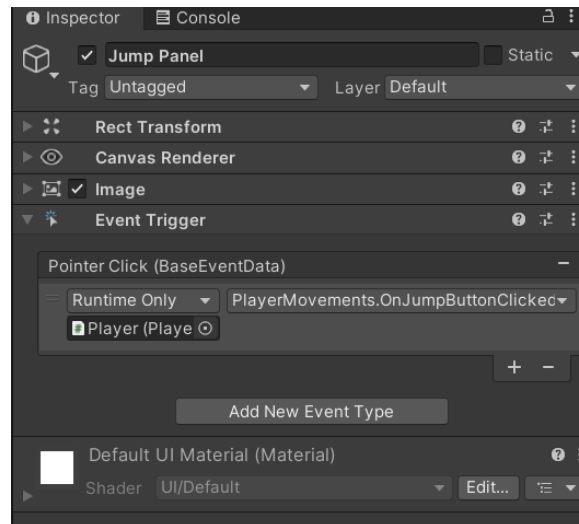 Inspector Console
Jump Panel Static
Tag Untagged Layer Default
Rect Transform
Canvas Renderer
Image
Event Trigger
Pointer Click (BaseEventData)
Runtime Only PlayerMovements.OnJumpButtonClicked
Player (Playe
+ −
Add New Event Type
Default UI Material (Material)
Shader UI/Default Edit...